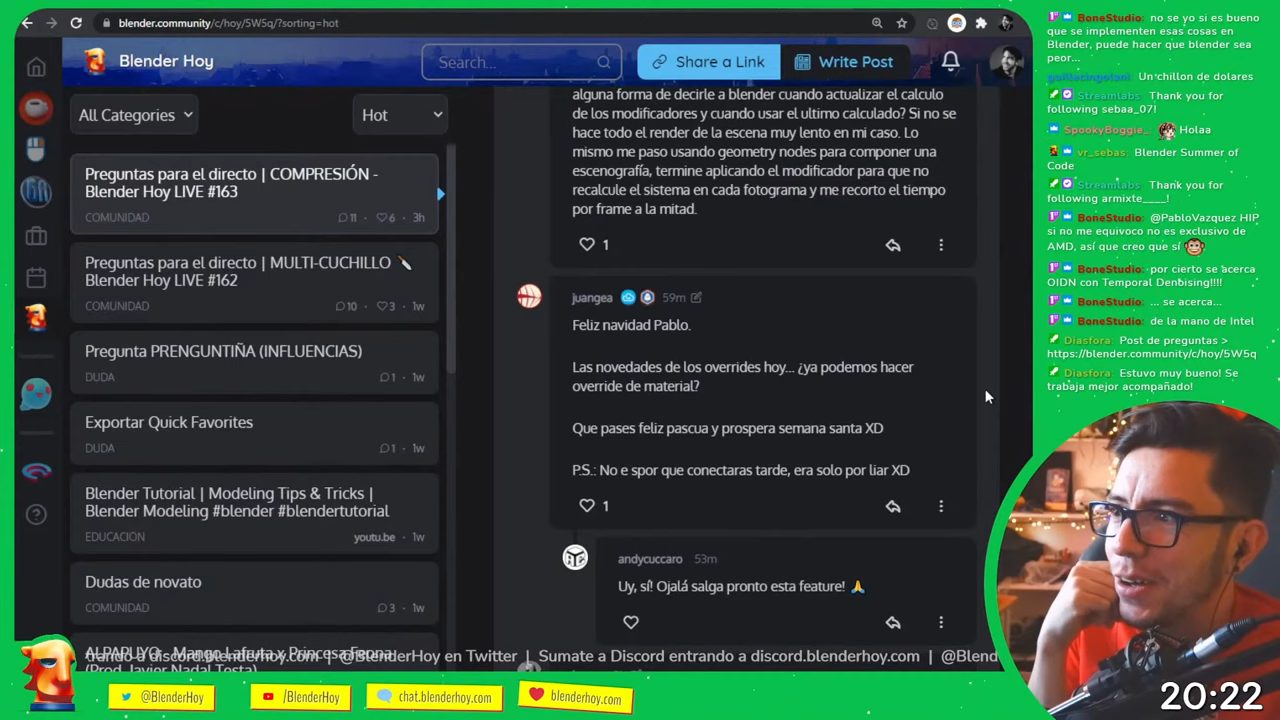 blender.community/c/hoy/5W5q/?sorting=hot
Blender Hoy
Search...
Share a Link
Write Post
All Categories
Hot
Preguntas para el directo | COMPRESIÓN -
Blender Hoy LIVE #163
COMUNIDAD
11 · 6 · 3h
Preguntas para el directo | MULTI-CUCHILLO 🔪
Blender Hoy LIVE #162
COMUNIDAD
10 · 3 · 1w
Pregunta PRENGUNTIÑA (INFLUENCIAS)
DUDA
1 · 1w
Exportar Quick Favorites
DUDA
1 · 1w
Blender Tutorial | Modeling Tips & Tricks |
Blender Modeling #blender #blendertutorial
EDUCACIÓN
youtu.be · 1w
Dudas de novato
COMUNIDAD
3 · 1w
alguna forma de decirle a blender cuando actualizar el calculo
de los modificadores y cuando usar el ultimo calculado? Si no se
hace todo el render de la escena muy lento en mi caso. Lo
mismo me paso usando geometry nodes para componer una
escenografía, termine aplicando el modificador para que no
recalcule el sistema en cada fotograma y me recorto el tiempo
por frame a la mitad.
1
juangea 59m
Feliz navidad Pablo.
Las novedades de los overrides hoy... ¿ya podemos hacer
override de material?
Que pases feliz pascua y prospera semana santa XD
P.S.: No e spor que conectaras tarde, era solo por liar XD
1
andycuccaro 53m
Uy, sí! Ojalá salga pronto esta feature! 🙏
BoneStudio: no se yo si es bueno
que se implementen esas cosas en
Blender, puede hacer que blender sea
peor...
Un chillon de dolares
Streamlabs: Thank you for
following sebaa_07!
SpookyBoggie_: Holaa
vr_sebas: Blender Summer of
Code
Streamlabs: Thank you for
following armixte____!
BoneStudio: @PabloVazquez HIP
si no me equivoco no es exclusivo de
AMD, así que creo que sí
BoneStudio: por cierto se acerca
OIDN con Temporal Denoising!!!!
BoneStudio: ... se acerca...
BoneStudio: de la mano de Intel
Diasfora: Post de preguntas >
https://blender.community/c/hoy/5W5q
Diasfora: Estuvo muy bueno! Se
trabaja mejor acompañado!
| @BlenderHoy en Twitter | Sumate a Discord entrando a discord.blenderhoy.com | @Blend
@BlenderHoy
/BlenderHoy
chat.blenderhoy.com
blenderhoy.com
20:22